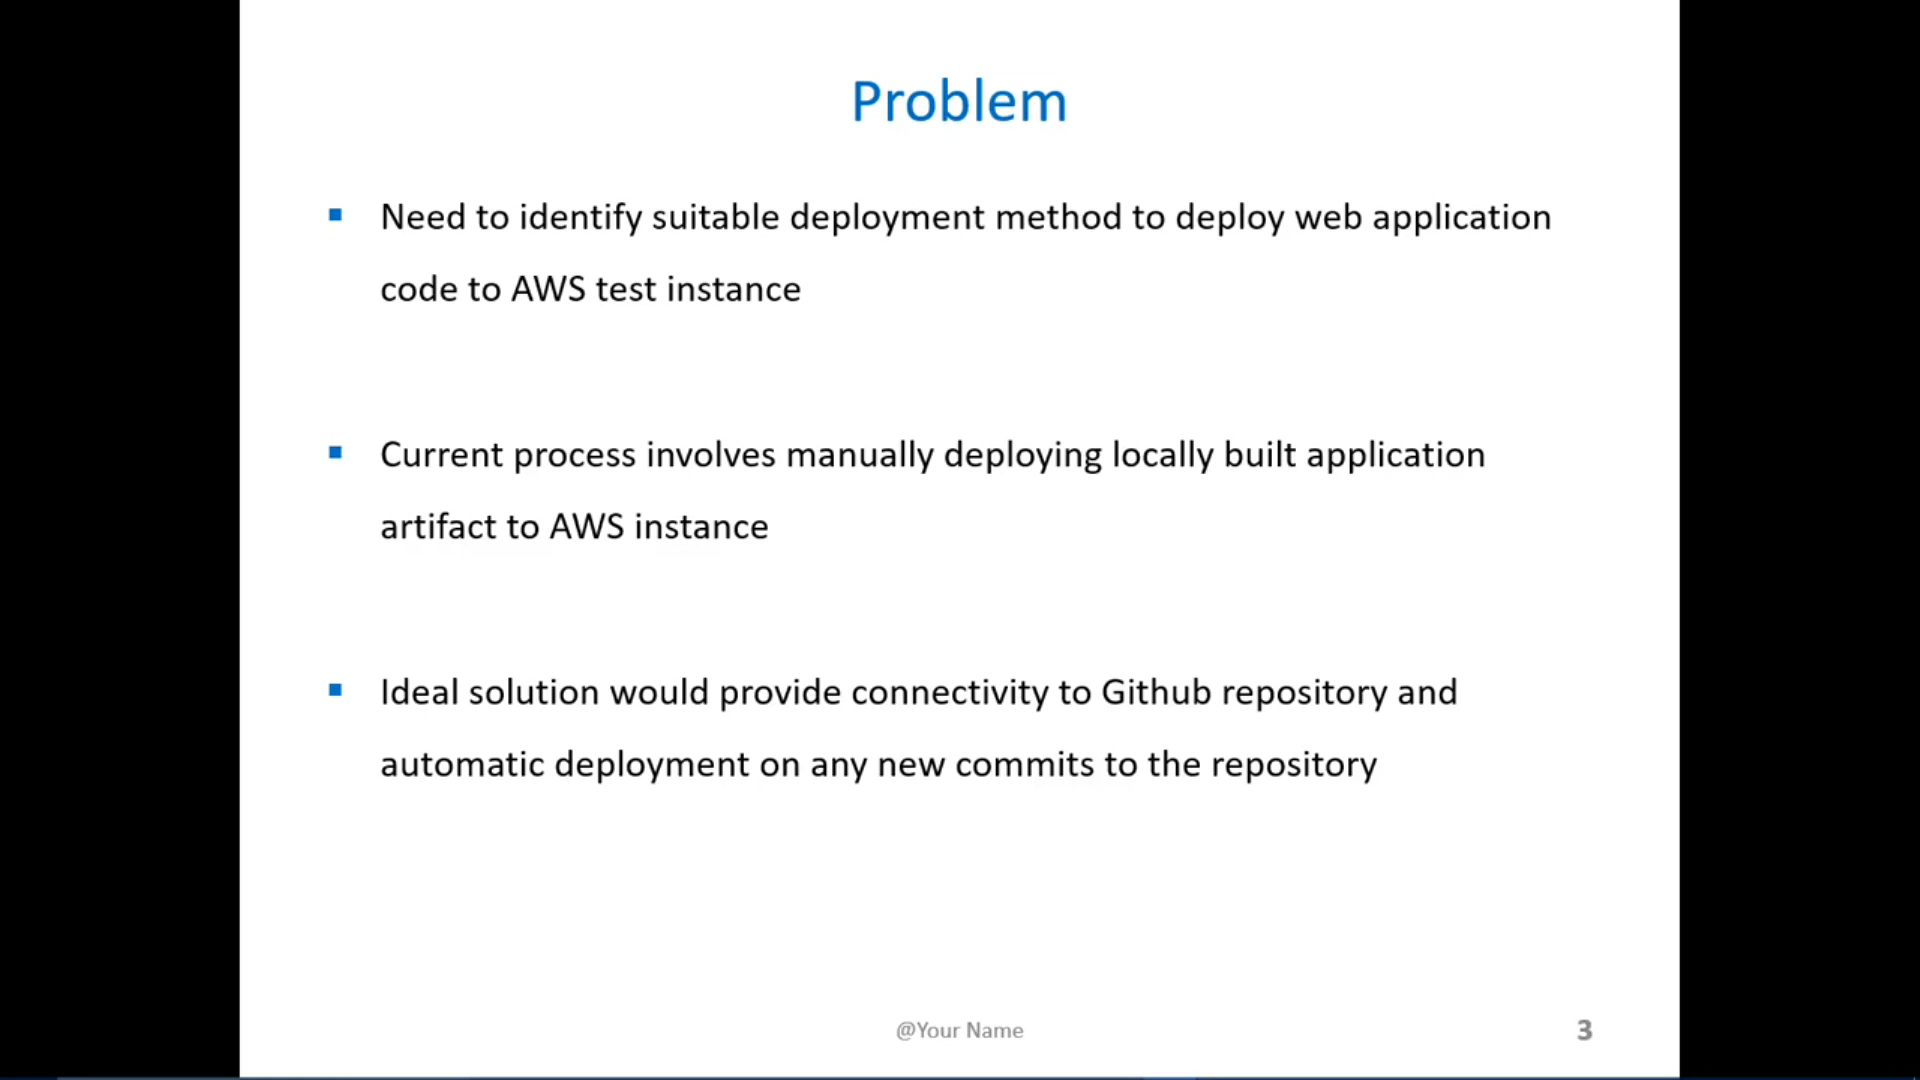 Problem
▪ Need to identify suitable deployment method to deploy web application
code to AWS test instance
▪ Current process involves manually deploying locally built application
artifact to AWS instance
▪ Ideal solution would provide connectivity to Github repository and
automatic deployment on any new commits to the repository
@Your Name
3